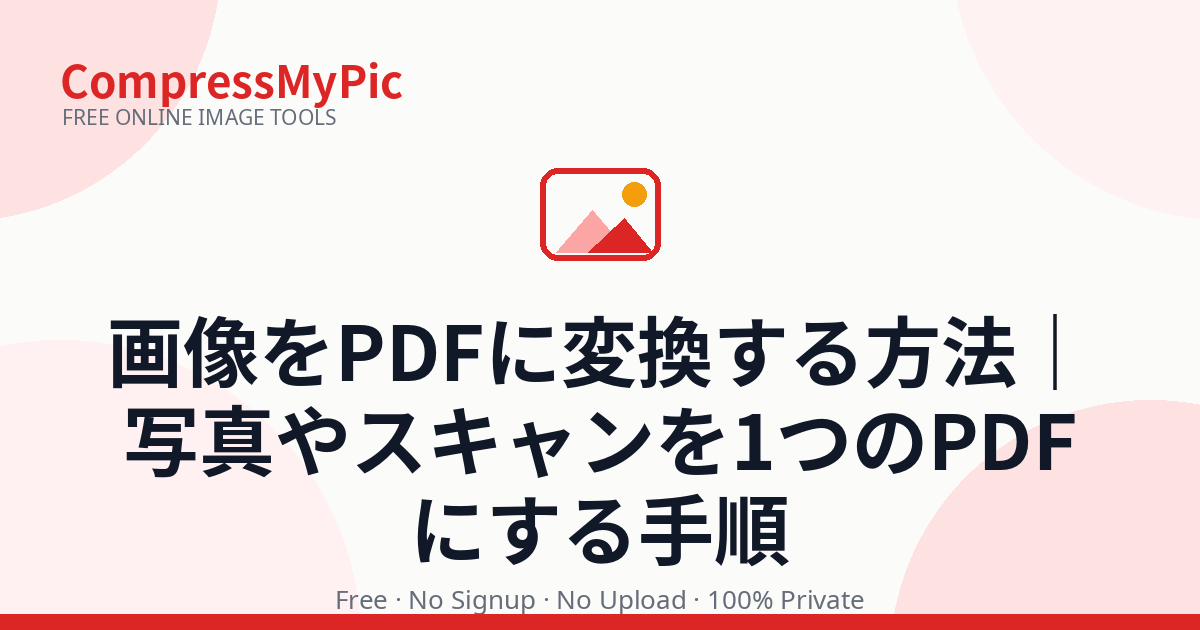 CompressMyPic
FREE ONLINE IMAGE TOOLS
画像をPDFに変換する方法｜
写真やスキャンを1つのPDF
にする手順
Free · No Signup · No Upload · 100% Private